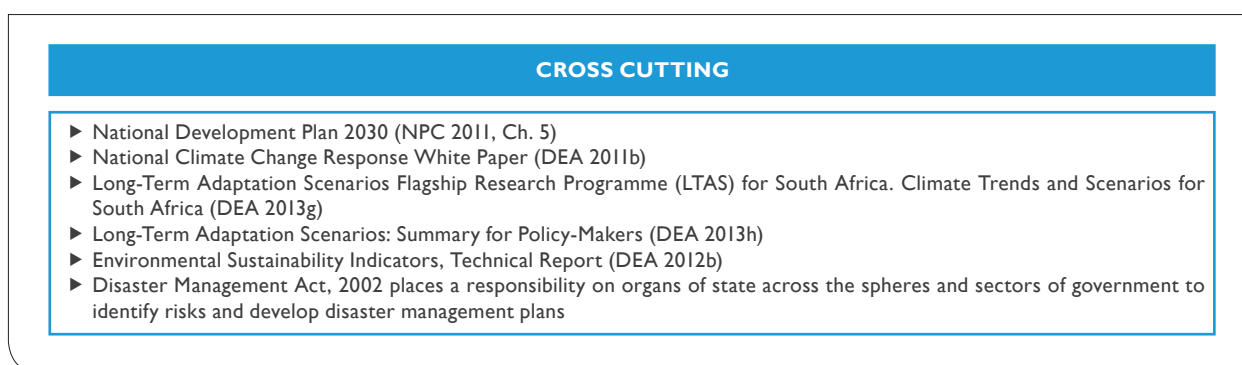 CROSS CUTTING
▶ National Development Plan 2030 (NPC 2011, Ch. 5)
▶ National Climate Change Response White Paper (DEA 2011b)
▶ Long-Term Adaptation Scenarios Flagship Research Programme (LTAS) for South Africa. Climate Trends and Scenarios for
South Africa (DEA 2013g)
▶ Long-Term Adaptation Scenarios: Summary for Policy-Makers (DEA 2013h)
▶ Environmental Sustainability Indicators, Technical Report (DEA 2012b)
▶ Disaster Management Act, 2002 places a responsibility on organs of state across the spheres and sectors of government to
identify risks and develop disaster management plans